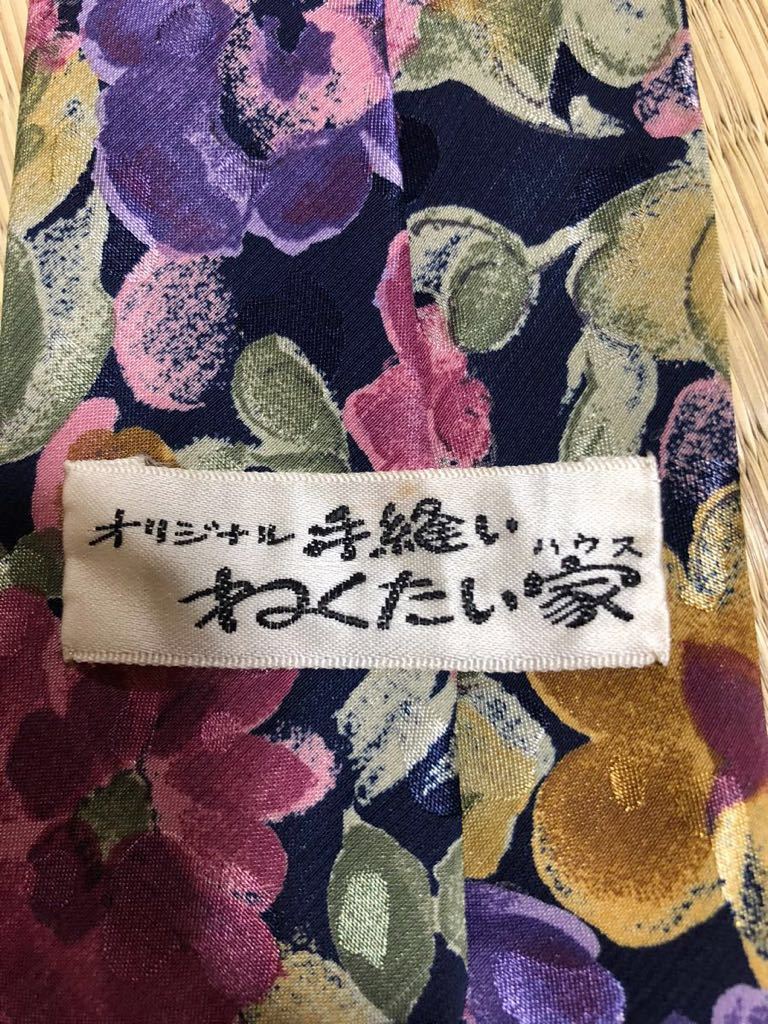 オリジナル手縫い
ハウス
ねくたい家